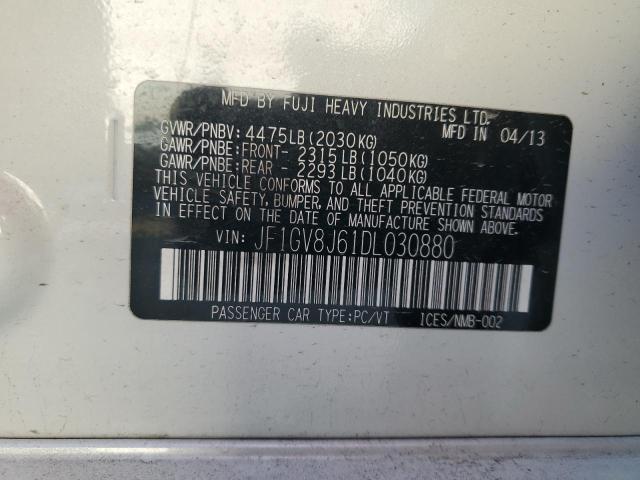 MFD BY FUJI HEAVY INDUSTRIES LTD.
MFD IN 04/13
GVWR/PNBV: 4475LB(2030KG)
GAWR/PNBE:FRONT- 2315LB(1050KG)
GAWR/PNBE:REAR - 2293LB(1040KG)
THIS VEHICLE CONFORMS TO ALL APPLICABLE FEDERAL MOTOR
VEHICLE SAFETY, BUMPER, AND THEFT PREVENTION STANDARDS
IN EFFECT ON THE DATE OF MANUFACTURE SHOWN ABOVE.
VIN: JF1GV8J61DL030880
PASSENGER CAR TYPE:PC/VT ICES/NMB-002